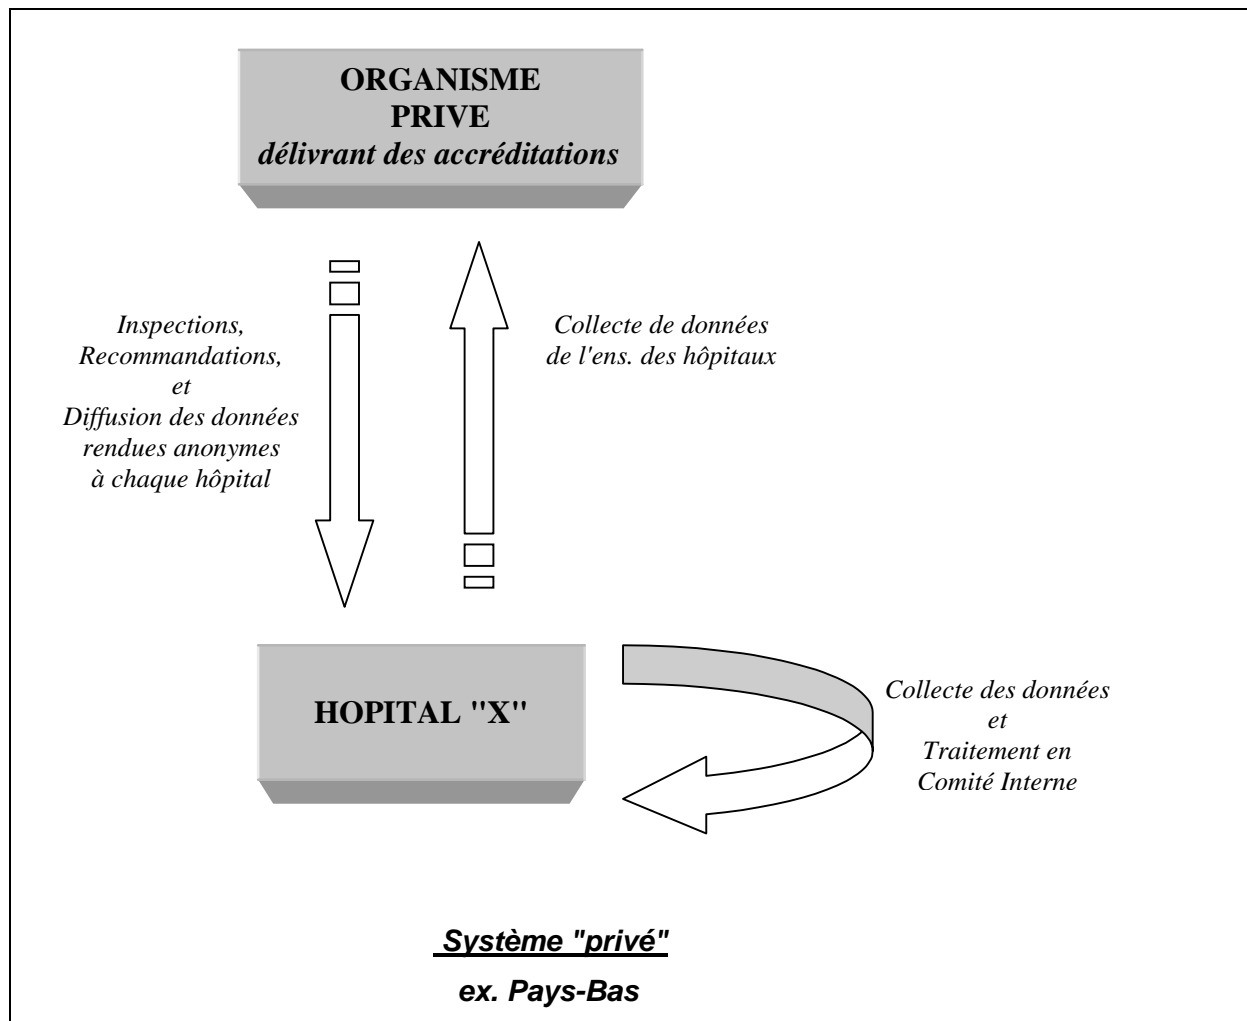 ORGANISME
PRIVE
délivrant des accréditations
Inspections,
Recommandations,
et
Diffusion des données
rendues anonymes
à chaque hôpital
Collecte de données
de l'ens. des hôpitaux
HOPITAL "X"
Collecte des données
et
Traitement en
Comité Interne
Système "privé"
ex. Pays-Bas